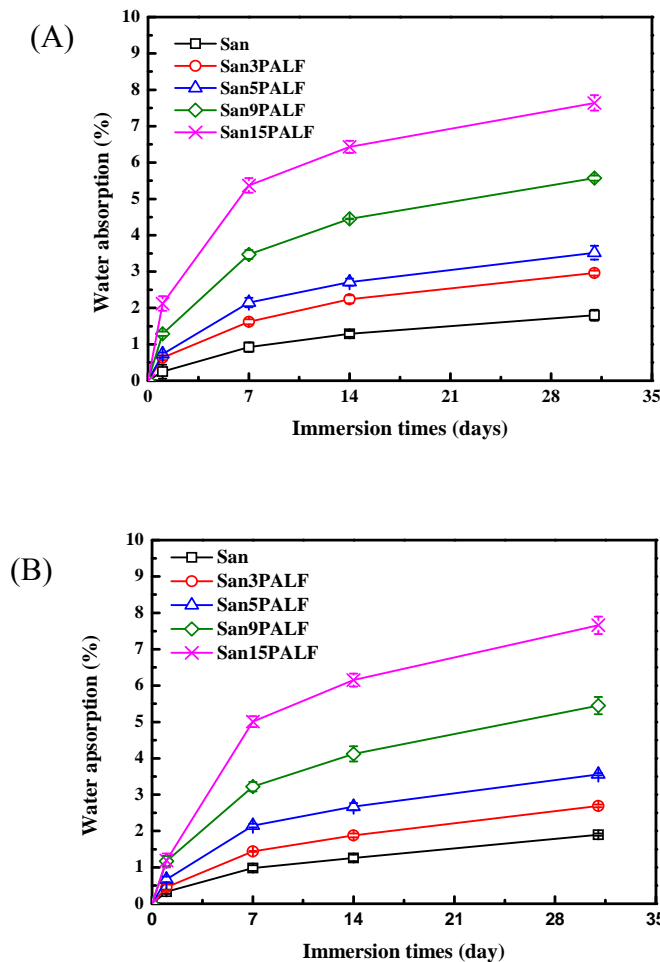 (A)
10
9
8
7
6
5
4
3
2
1
0
Water absorption (%)
San
San3PALF
San5PALF
San9PALF
San15PALF
0 7 14 21 28 35
Immersion times (days)
(B)
10
9
8
7
6
5
4
3
2
1
0
Water apsorption (%)
San
San3PALF
San5PALF
San9PALF
San15PALF
0 7 14 21 28 35
Immersion times (day)